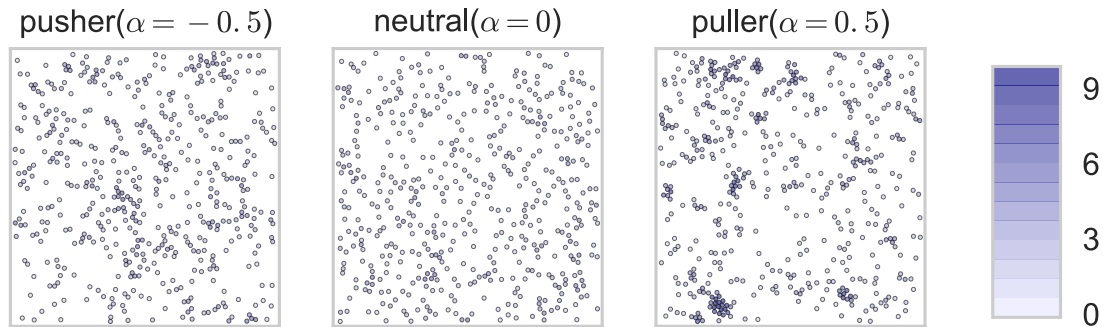 pusher(α = − 0.5)
neutral(α = 0)
puller(α = 0.5)
9
6
3
0